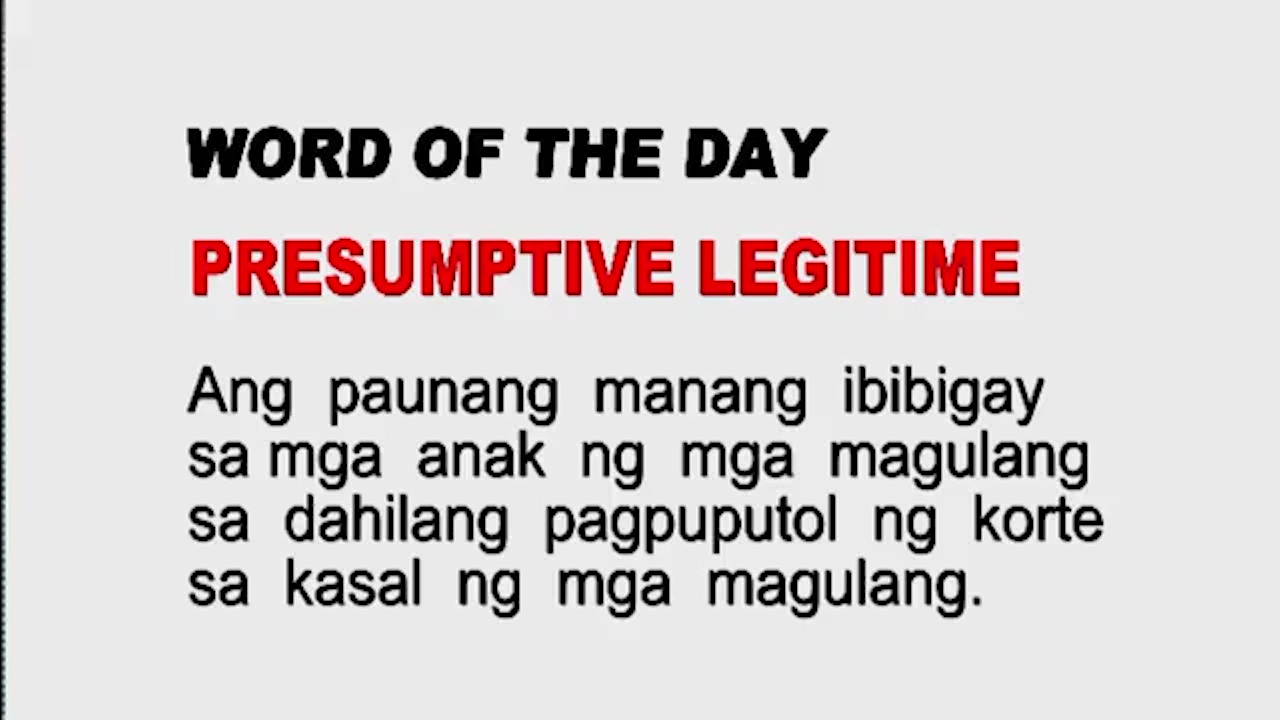 WORD OF THE DAY
PRESUMPTIVE LEGITIME
Ang paunang manang ibibigay
sa mga anak ng mga magulang
sa dahilang pagpuputol ng korte
sa kasal ng mga magulang.